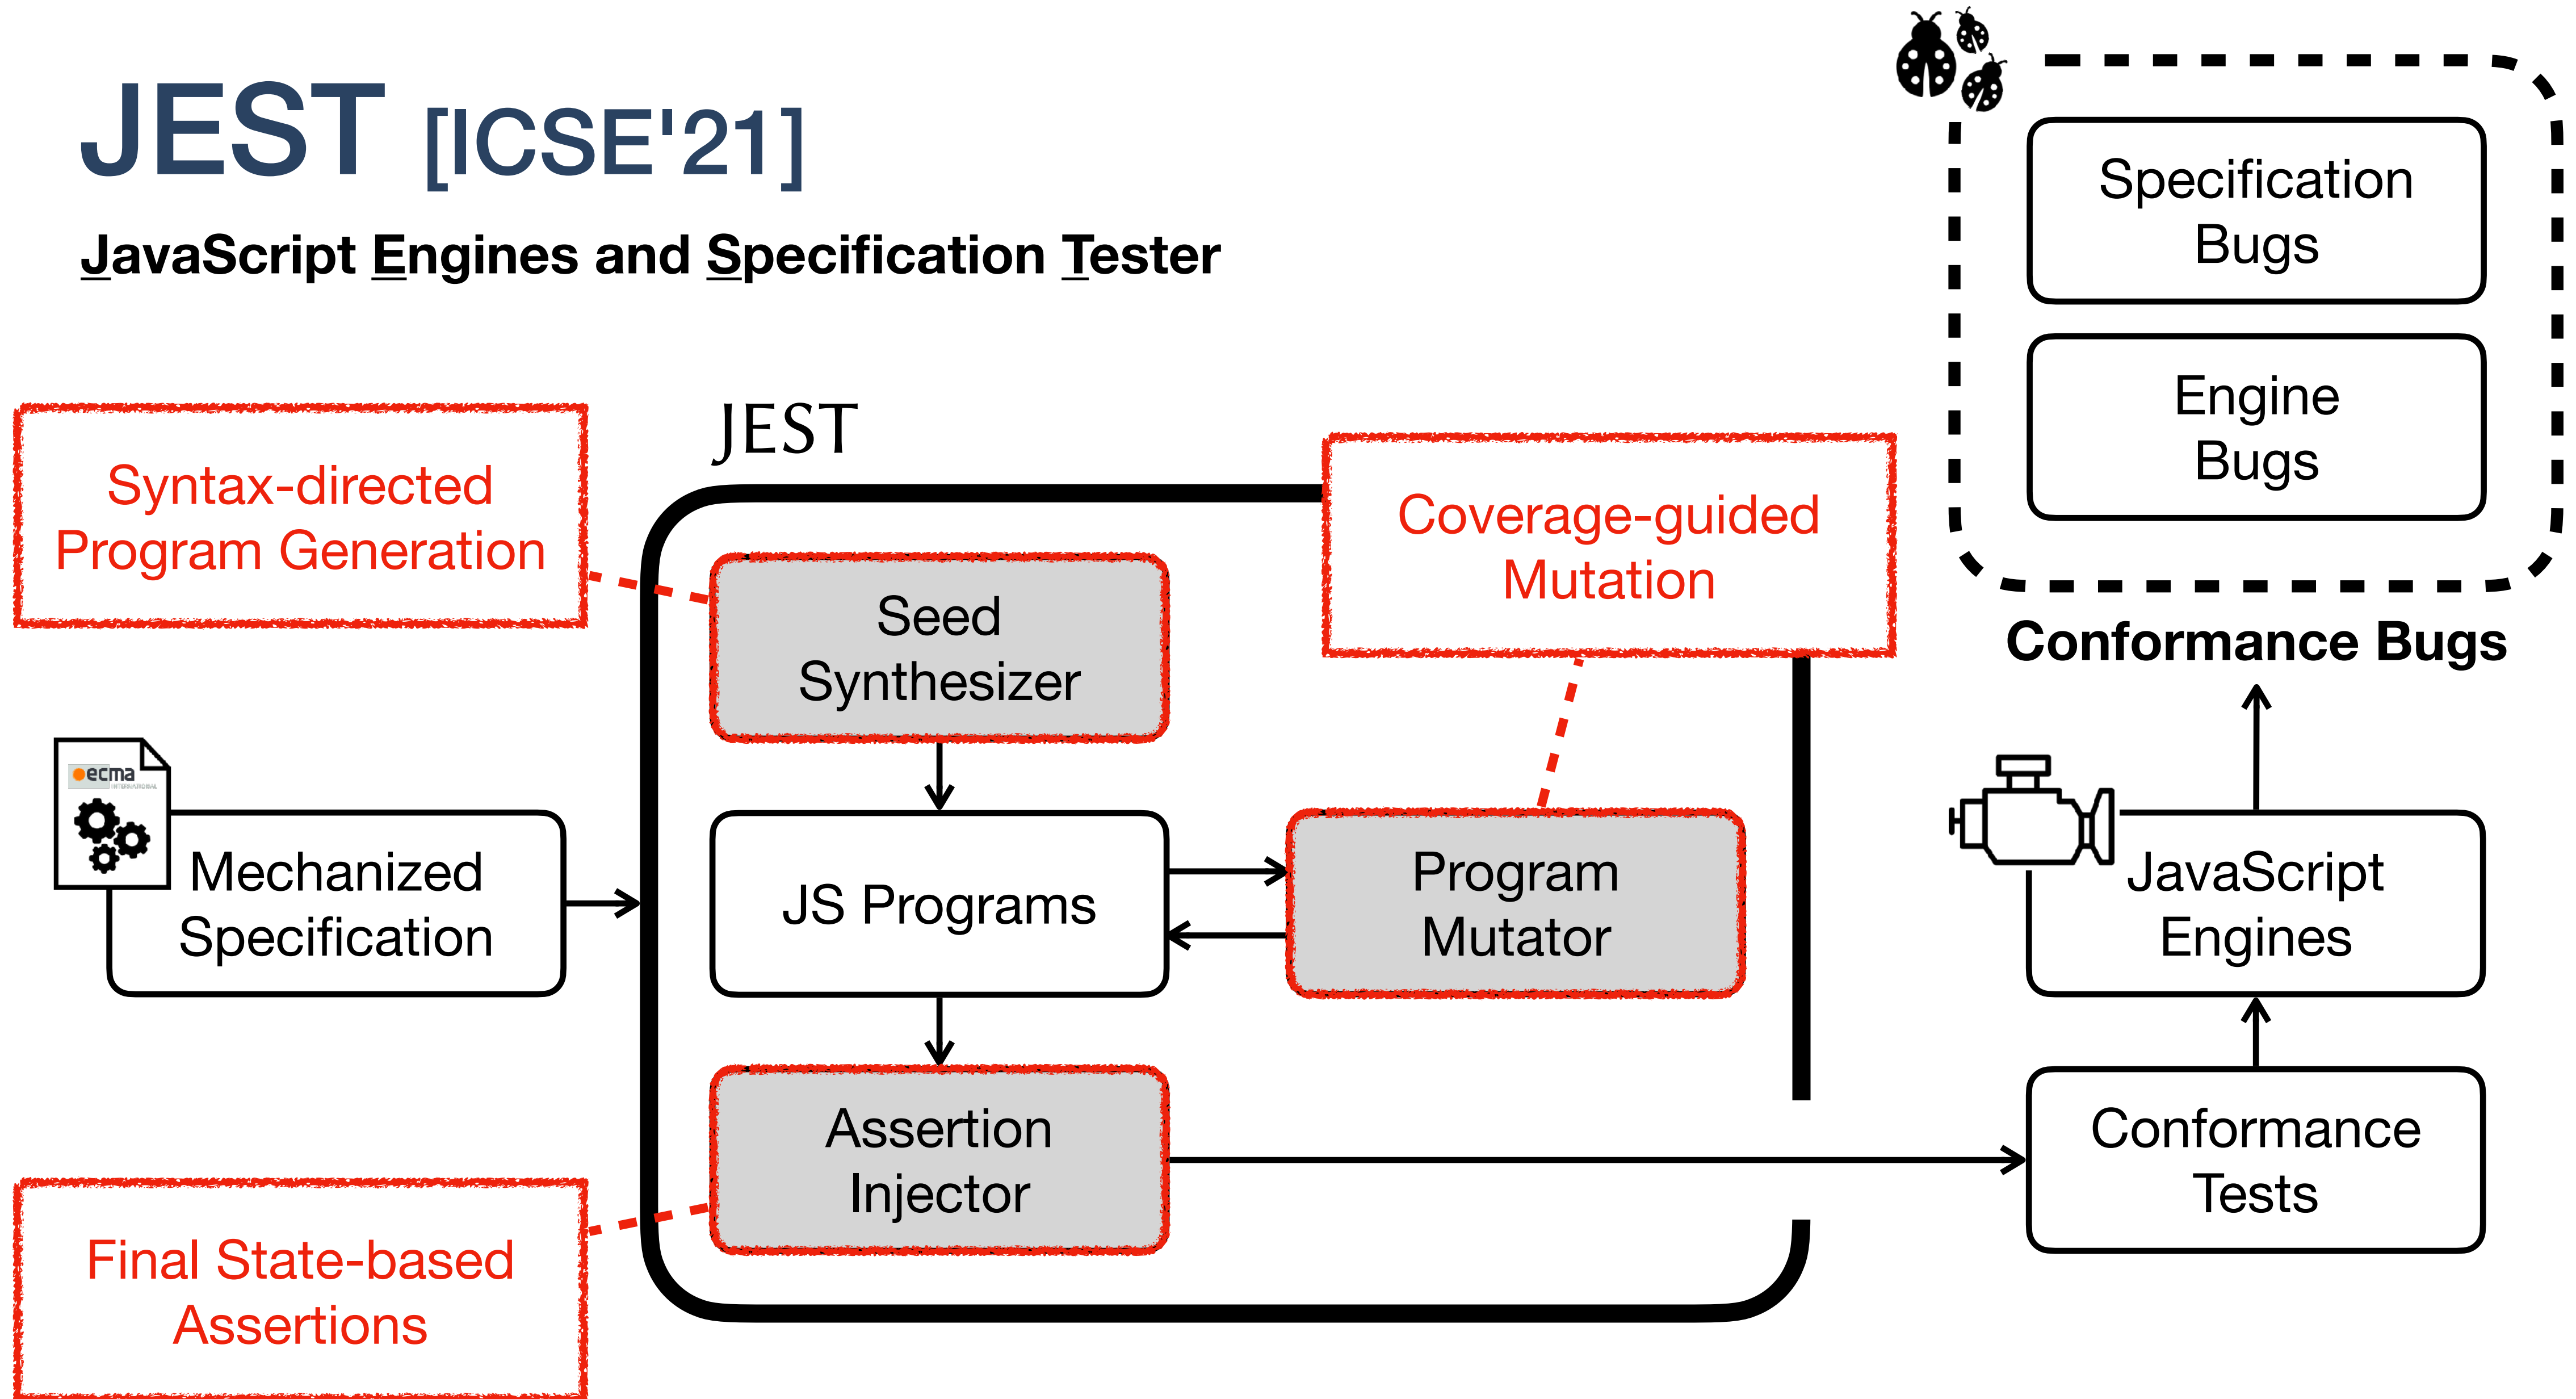 JEST [ICSE'21]
JavaScript Engines and Specification Tester
Specification
Bugs
Engine
Bugs
Conformance Bugs
Syntax-directed
Program Generation
JEST
Coverage-guided
Mutation
Seed
Synthesizer
ecma
INTERNATIONAL
Mechanized
Specification
JS Programs
Program
Mutator
JavaScript
Engines
Assertion
Injector
Conformance
Tests
Final State-based
Assertions